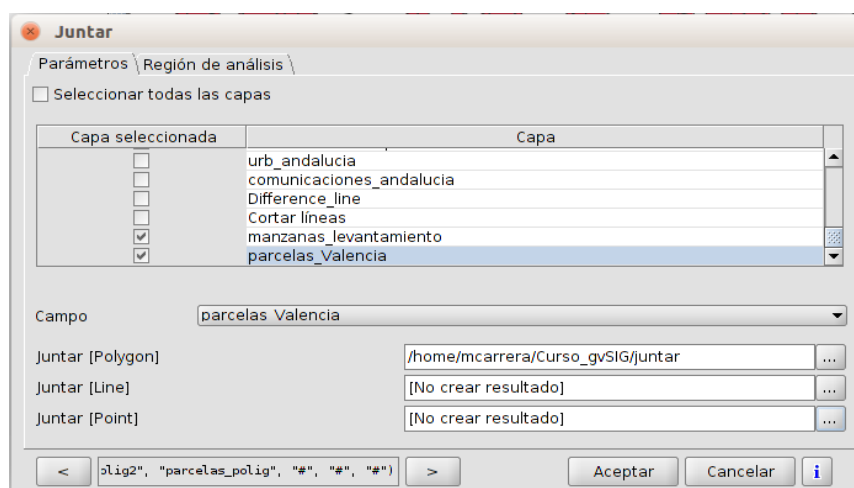 Juntar
Parámetros Región de análisis
Seleccionar todas las capas
Capa seleccionada Capa
urb_andalucia
comunicaciones_andalucia
Difference_line
Cortar líneas
manzanas_levantamiento
parcelas_Valencia
Campo parcelas Valencia
Juntar [Polygon] /home/mcarrera/Curso_gvSIG/juntar ...
Juntar [Line] [No crear resultado] ...
Juntar [Point] [No crear resultado] ...
< olig2", "parcelas_polig", "#", "#", "#") > Aceptar Cancelar i